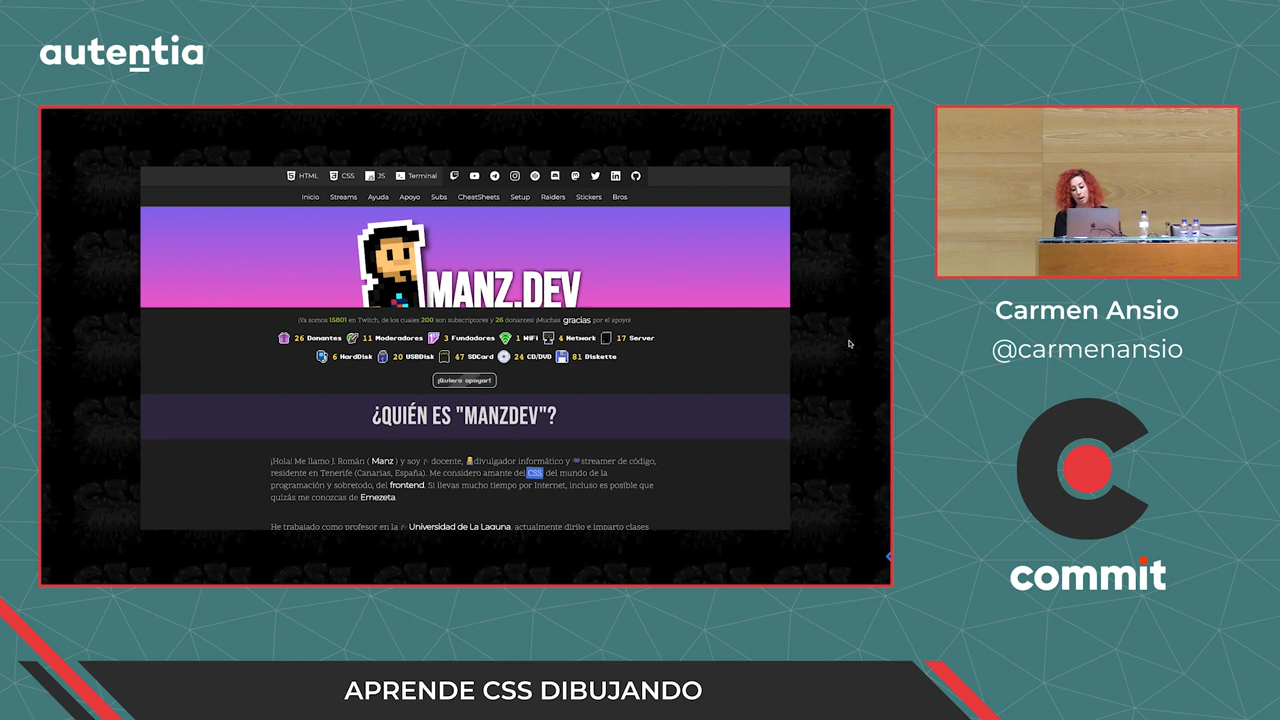 autentia
HTML CSS JS Terminal
Inicio Streams Ayuda Apoyo Subs CheatSheets Setup Raiders Stickers Bros
MANZ.DEV
¡Ya somos 15801 en Twitch, de los cuales 200 son subscriptores y 26 donantes! ¡Muchas gracias por el apoyo!
26 Donantes 11 Moderadores 3 Fundadores 1 WiFi 4 Network 17 Server
6 HardDisk 20 USBDisk 47 SDCard 24 CD/DVD 81 Diskette
¡Quiero apoyar!
¿QUIÉN ES "MANZDEV"?
¡Hola! Me llamo J. Román ( Manz ) y soy docente, divulgador informático y streamer de código,
residente en Tenerife (Canarias, España). Me considero amante del CSS del mundo de la
programación y sobretodo, del frontend. Si llevas mucho tiempo por Internet, incluso es posible que
quizás me conozcas de Emezeta.
He trabajado como profesor en la Universidad de La Laguna, actualmente dirijo e imparto clases
Carmen Ansio
@carmenansio
commit
APRENDE CSS DIBUJANDO